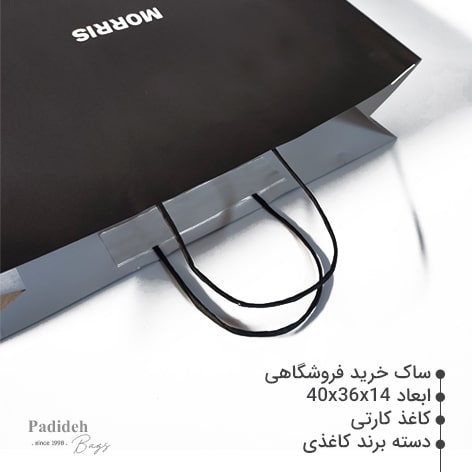 MORRIS
ساک خرید فروشگاهی
ابعاد 40x36x14
کاغذ کارتی
دسته برند کاغذی
Padideh
. since 1998 .
Bags